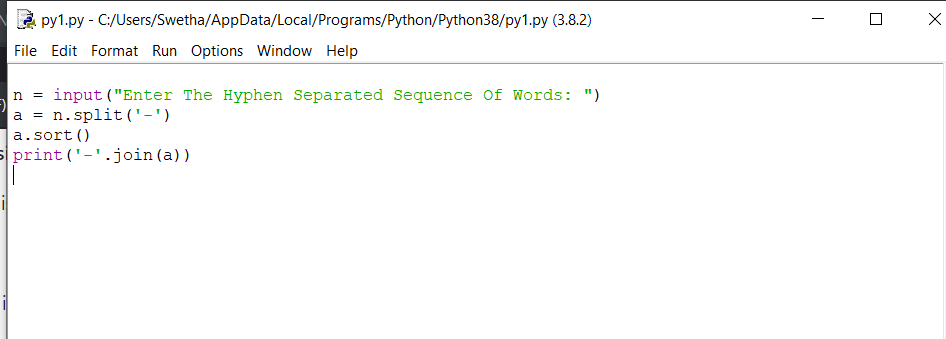 py1.py - C:/Users/Swetha/AppData/Local/Programs/Python/Python38/py1.py (3.8.2)
File Edit Format Run Options Window Help
n = input("Enter The Hyphen Separated Sequence Of Words: ")
a = n.split('-')
a.sort()
print('-'.join(a))